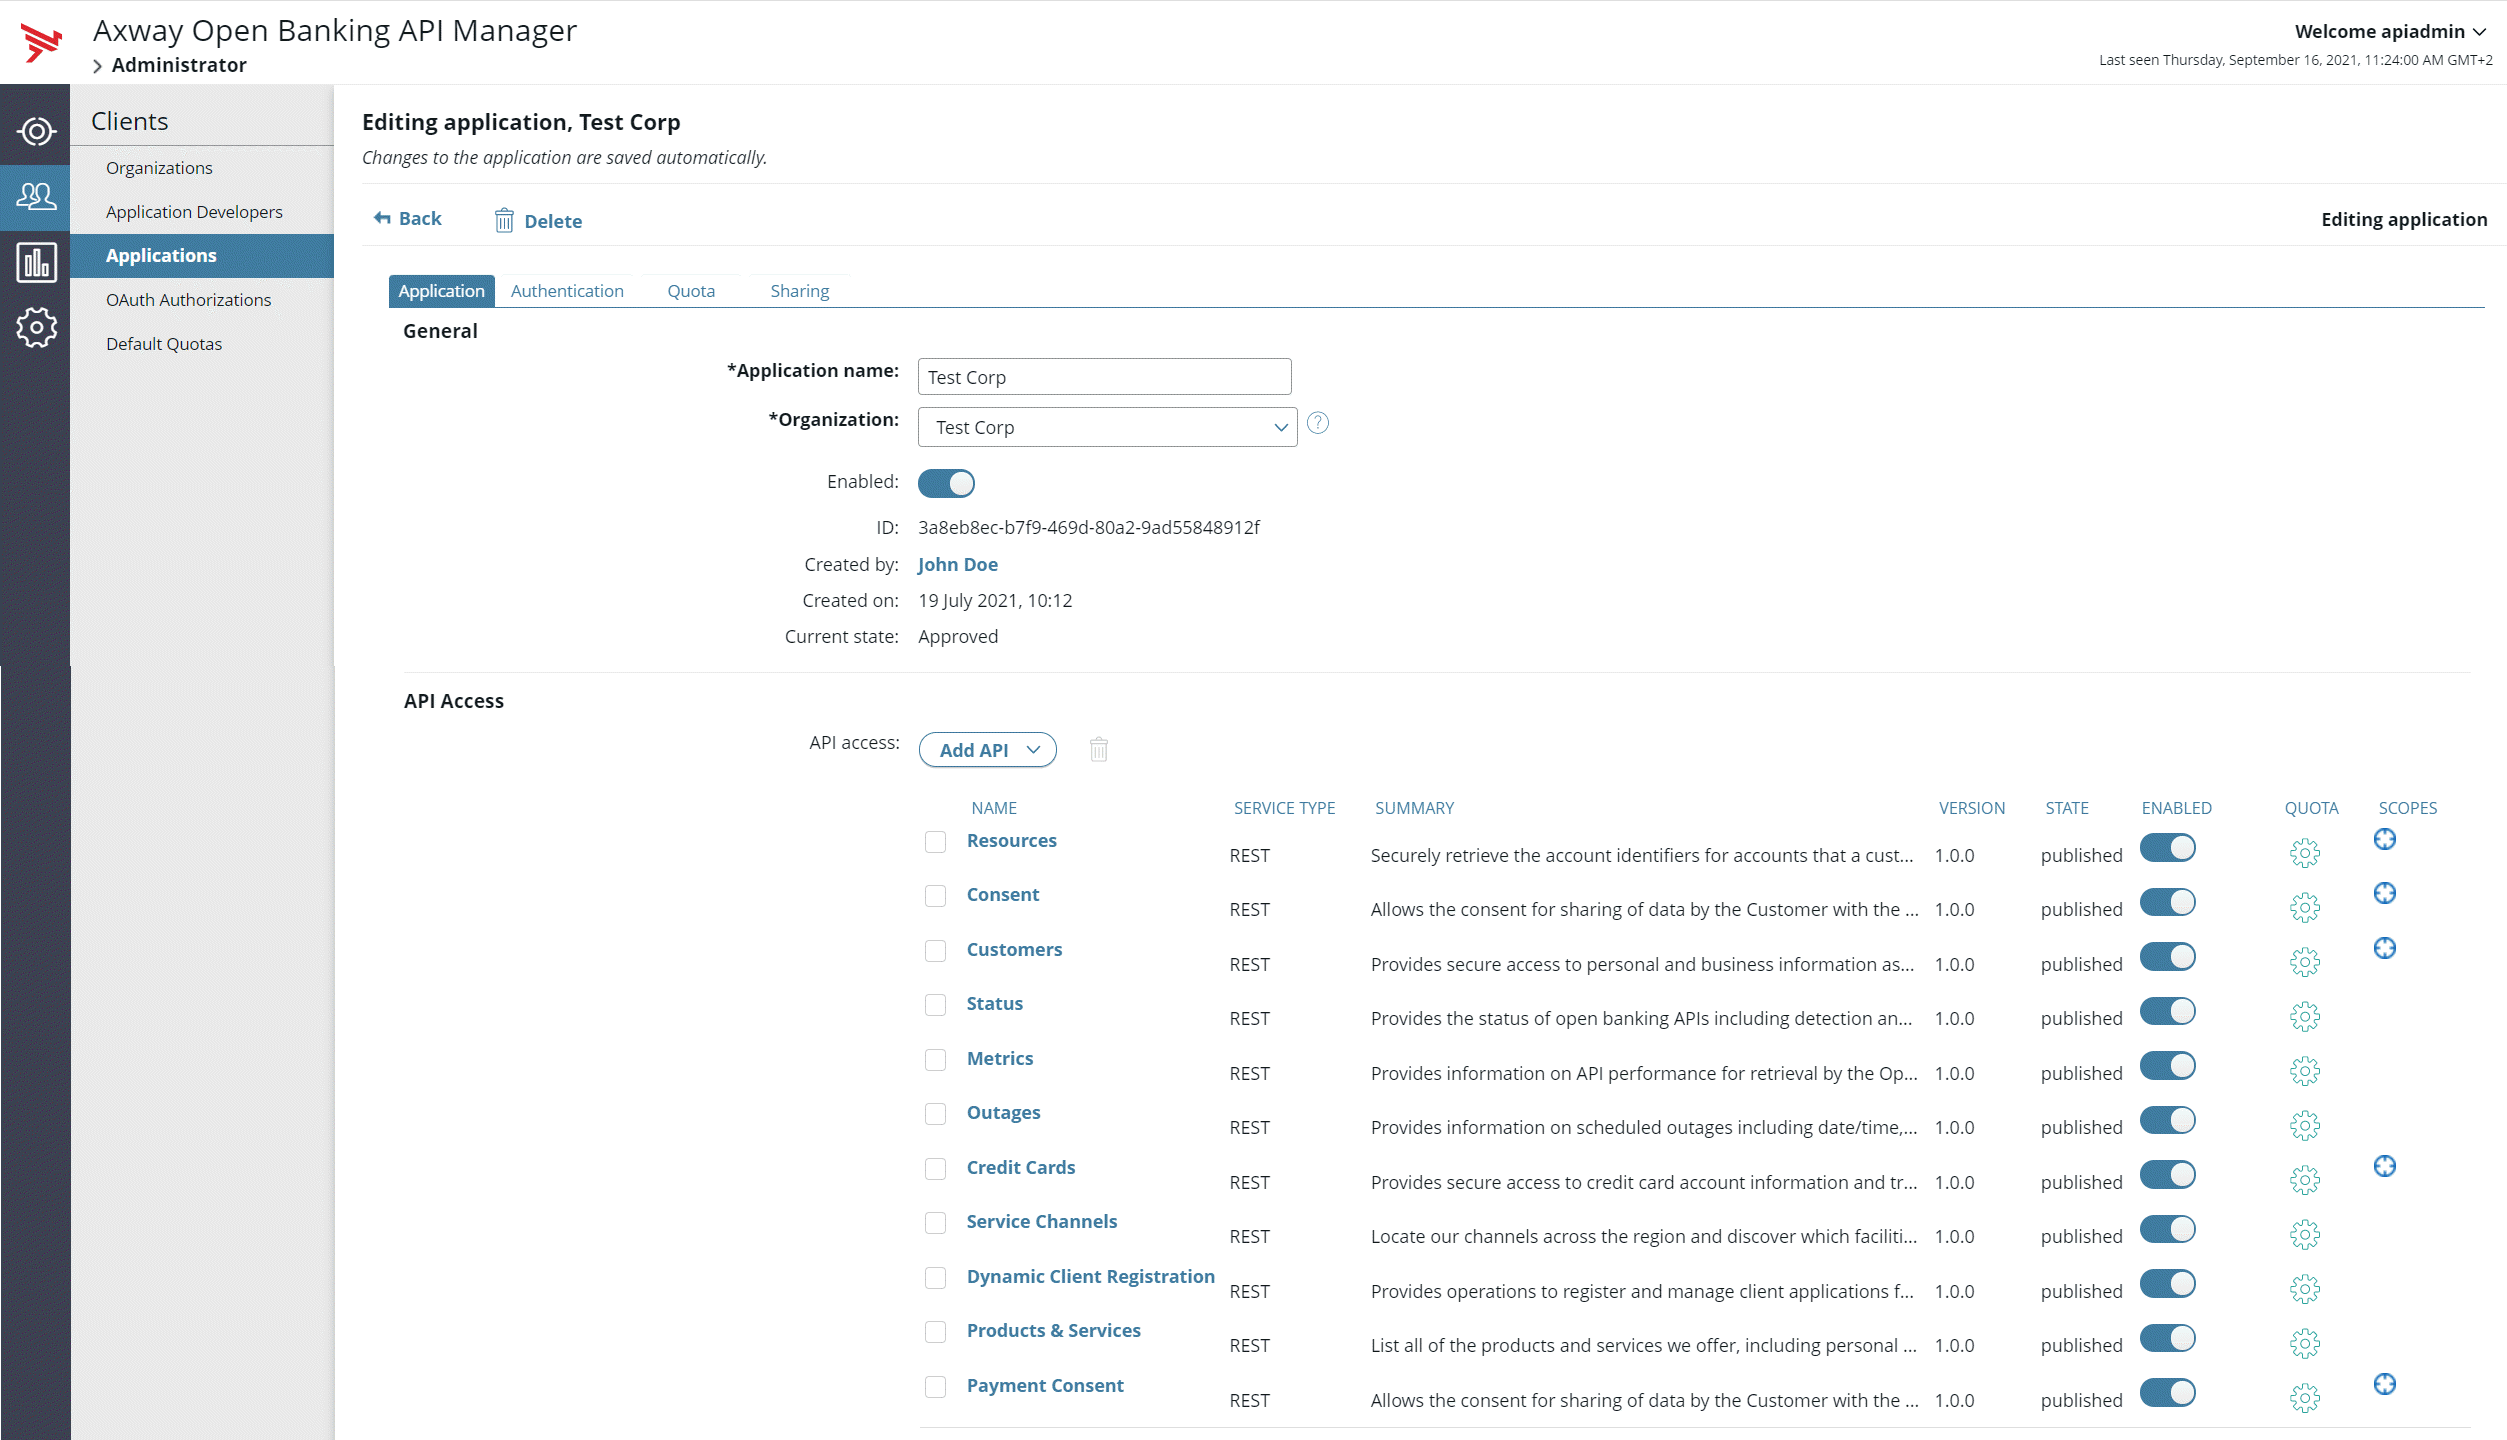 Axway Open Banking API Manager
Administrator
Welcome apiadmin
Last seen Thursday, September 16, 2021, 11:24:00 AM GMT+2
Clients
Organizations
Application Developers
Applications
OAuth Authorizations
Default Quotas
Editing application, Test Corp
Changes to the application are saved automatically.
Back Delete Editing application
Application Authentication Quota Sharing
General
*Application name: Test Corp
*Organization: Test Corp ?
Enabled:
ID: 3a8eb8ec-b7f9-469d-80a2-9ad55848912f
Created by: John Doe
Created on: 19 July 2021, 10:12
Current state: Approved
API Access
API access: Add API
NAME SERVICE TYPE SUMMARY VERSION STATE ENABLED QUOTA SCOPES
Resources REST Securely retrieve the account identifiers for accounts that a cust... 1.0.0 published
Consent REST Allows the consent for sharing of data by the Customer with the ... 1.0.0 published
Customers REST Provides secure access to personal and business information as... 1.0.0 published
Status REST Provides the status of open banking APIs including detection an... 1.0.0 published
Metrics REST Provides information on API performance for retrieval by the Op... 1.0.0 published
Outages REST Provides information on scheduled outages including date/time,... 1.0.0 published
Credit Cards REST Provides secure access to credit card account information and tr... 1.0.0 published
Service Channels REST Locate our channels across the region and discover which faciliti... 1.0.0 published
Dynamic Client Registration REST Provides operations to register and manage client applications f... 1.0.0 published
Products & Services REST List all of the products and services we offer, including personal ... 1.0.0 published
Payment Consent REST Allows the consent for sharing of data by the Customer with the ... 1.0.0 published